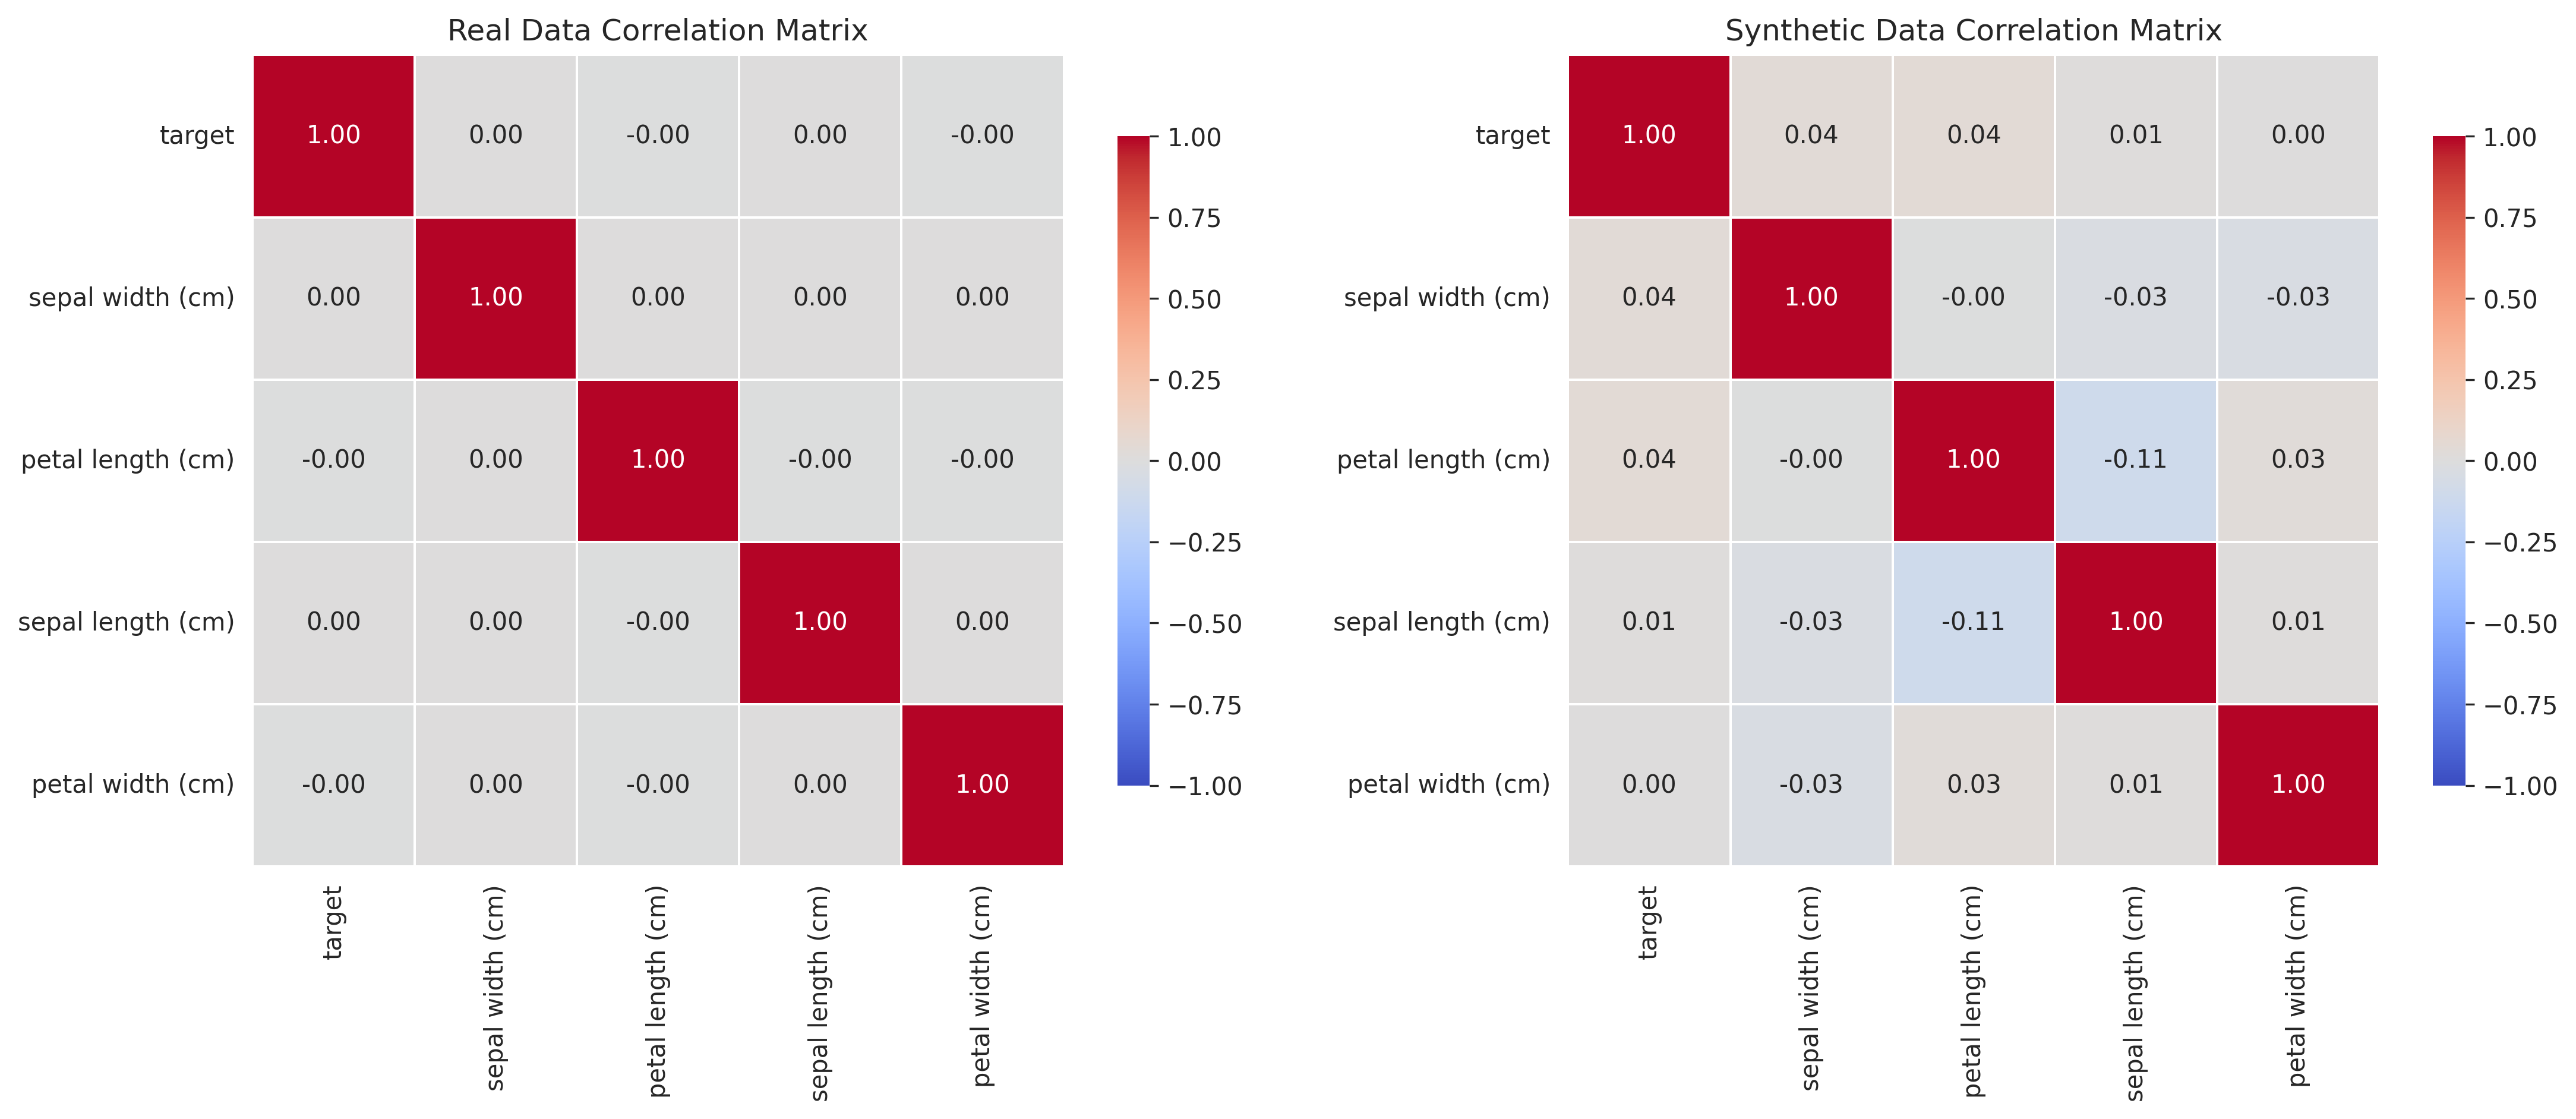 Real Data Correlation Matrix
target 1.00 0.00 -0.00 0.00 -0.00
sepal width (cm) 0.00 1.00 0.00 0.00 0.00
petal length (cm) -0.00 0.00 1.00 -0.00 -0.00
sepal length (cm) 0.00 0.00 -0.00 1.00 0.00
petal width (cm) -0.00 0.00 -0.00 0.00 1.00
target
sepal width (cm)
petal length (cm)
sepal length (cm)
petal width (cm)
1.00
0.75
0.50
0.25
0.00
−0.25
−0.50
−0.75
−1.00
Synthetic Data Correlation Matrix
target 1.00 0.04 0.04 0.01 0.00
sepal width (cm) 0.04 1.00 -0.00 -0.03 -0.03
petal length (cm) 0.04 -0.00 1.00 -0.11 0.03
sepal length (cm) 0.01 -0.03 -0.11 1.00 0.01
petal width (cm) 0.00 -0.03 0.03 0.01 1.00
target
sepal width (cm)
petal length (cm)
sepal length (cm)
petal width (cm)
1.00
0.75
0.50
0.25
0.00
−0.25
−0.50
−0.75
−1.00